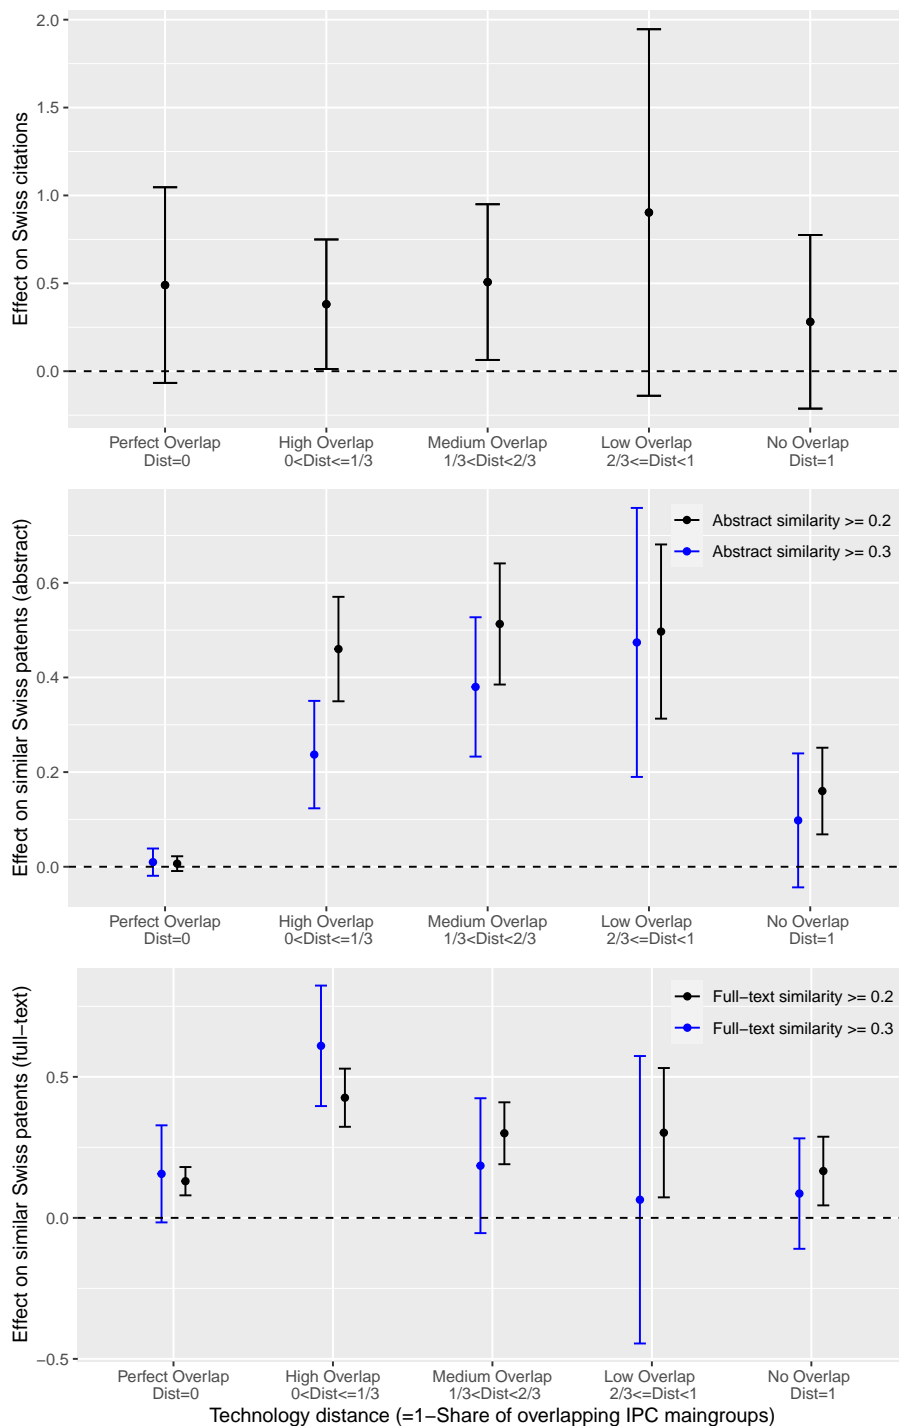 Effect on Swiss citations
2.0
1.5
1.0
0.5
0.0
Perfect Overlap
Dist=0
High Overlap
0<Dist<=1/3
Medium Overlap
1/3<Dist<2/3
Low Overlap
2/3<=Dist<1
No Overlap
Dist=1
Effect on similar Swiss patents (abstract)
0.6
0.4
0.2
0.0
Abstract similarity >= 0.2
Abstract similarity >= 0.3
Perfect Overlap
Dist=0
High Overlap
0<Dist<=1/3
Medium Overlap
1/3<Dist<2/3
Low Overlap
2/3<=Dist<1
No Overlap
Dist=1
Effect on similar Swiss patents (full−text)
0.5
0.0
−0.5
Full−text similarity >= 0.2
Full−text similarity >= 0.3
Perfect Overlap
Dist=0
High Overlap
0<Dist<=1/3
Medium Overlap
1/3<Dist<2/3
Low Overlap
2/3<=Dist<1
No Overlap
Dist=1
Technology distance (=1−Share of overlapping IPC maingroups)